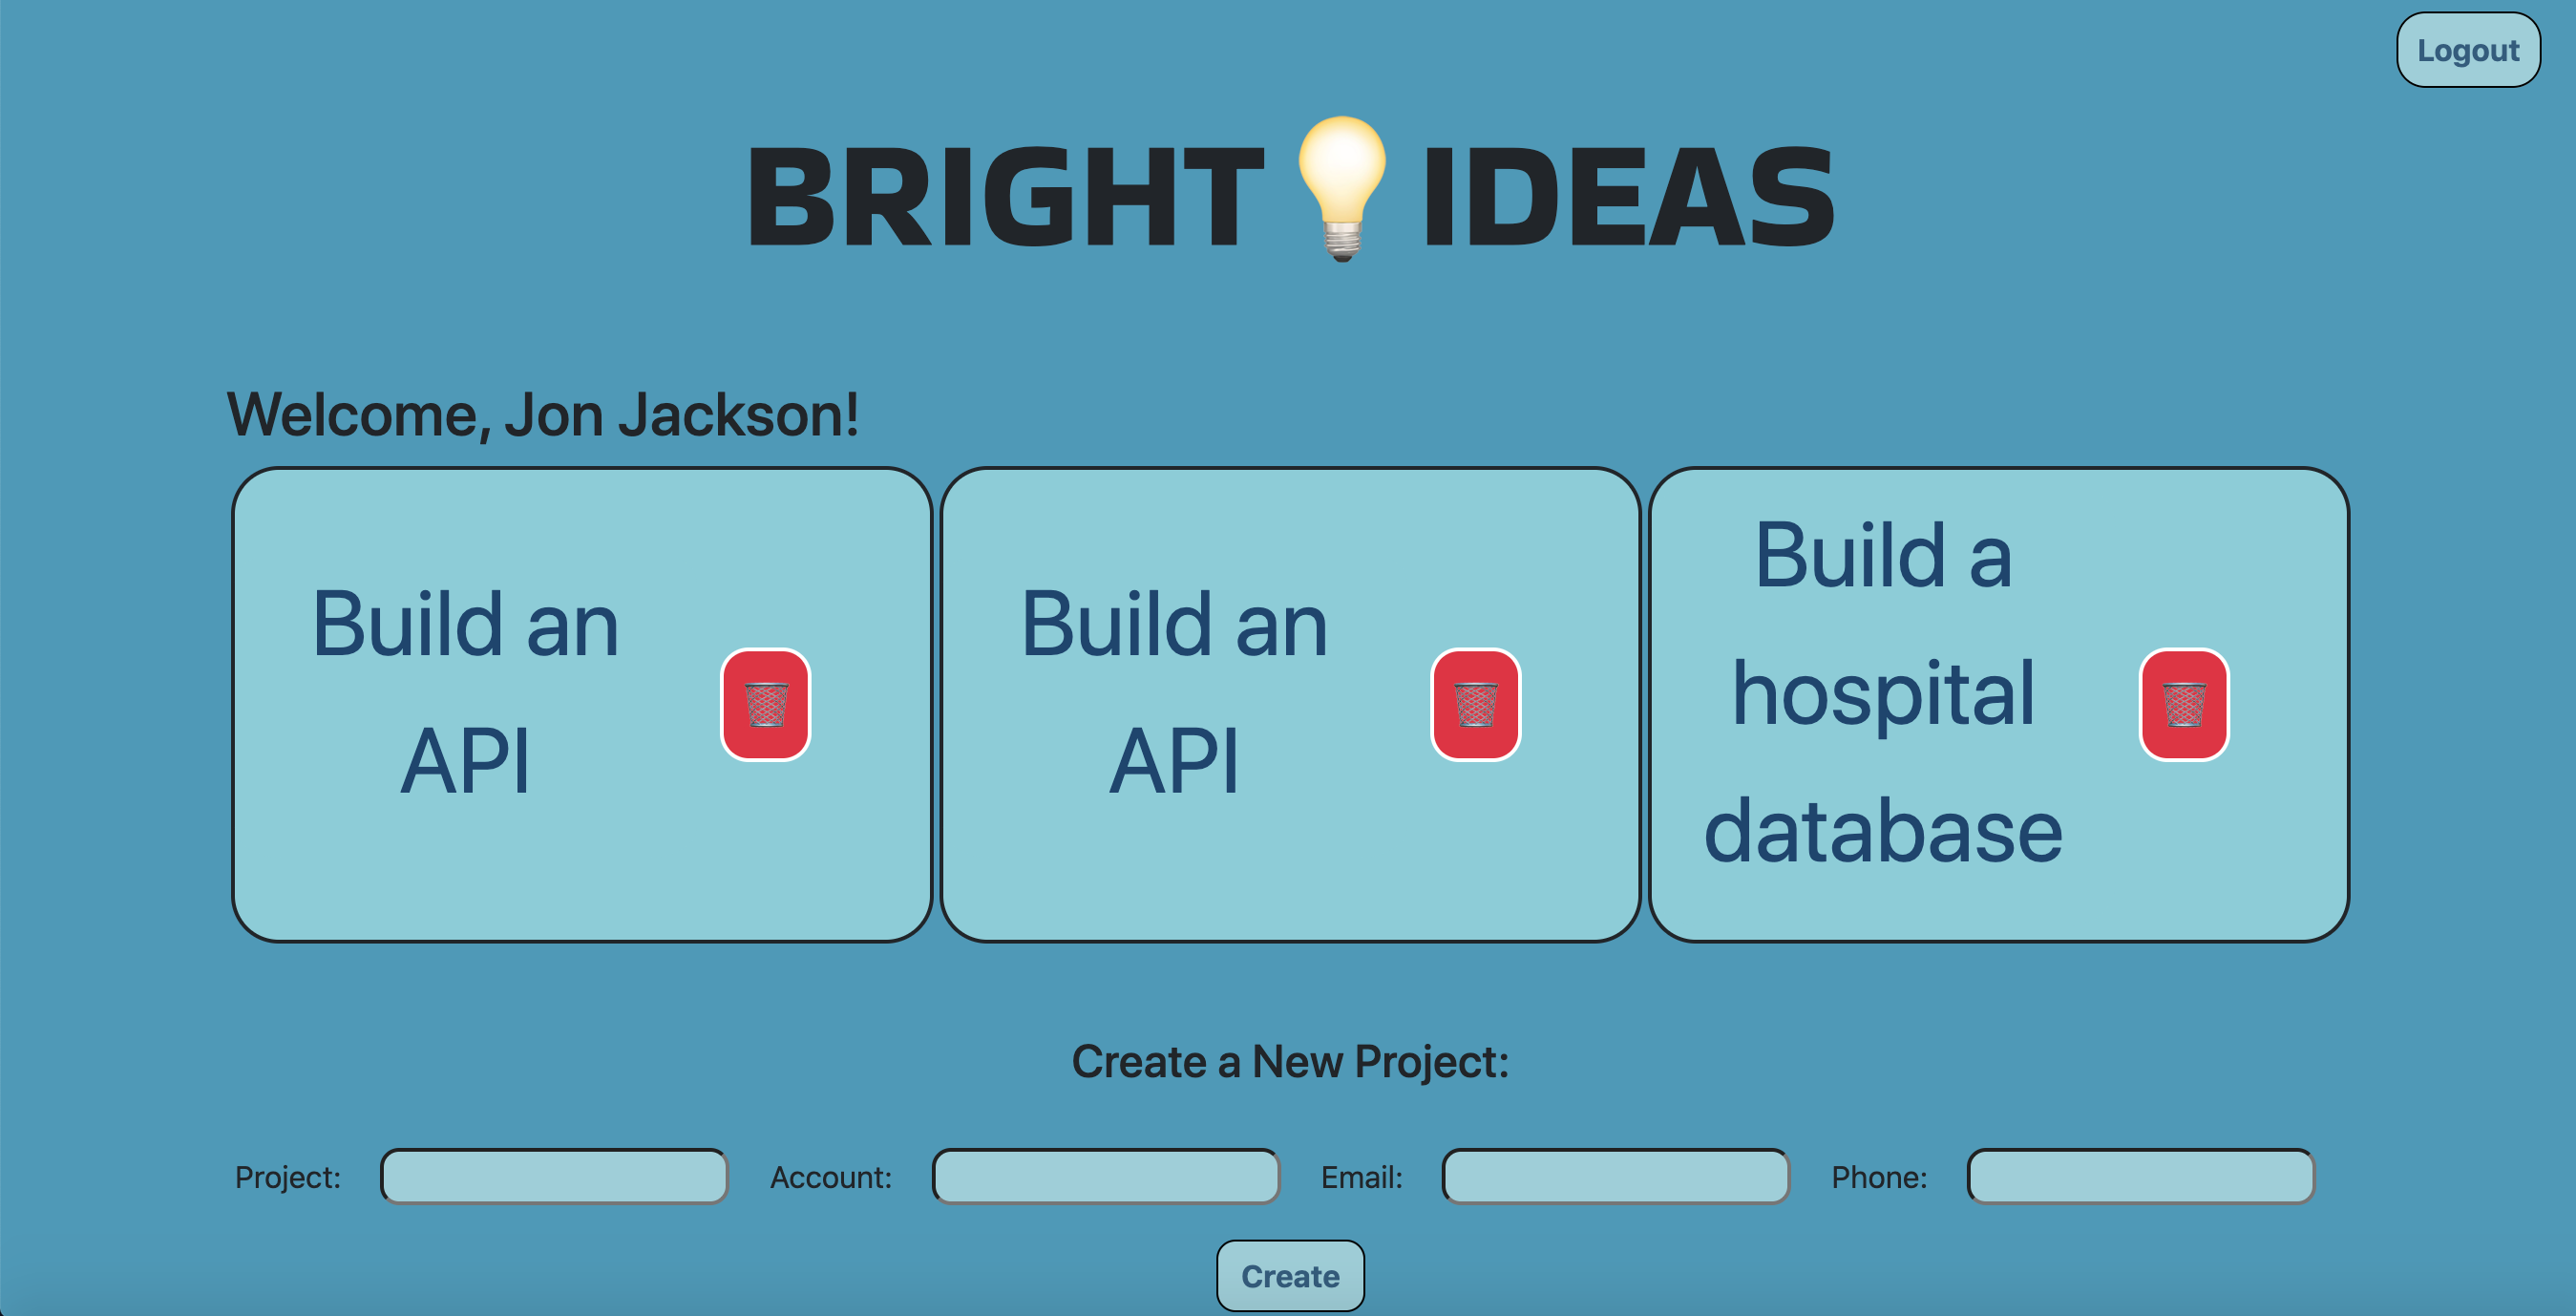 Logout
BRIGHT IDEAS
Welcome, Jon Jackson!
Build an
API
Build an
API
Build a
hospital
database
Create a New Project:
Project: Account: Email: Phone:
Create